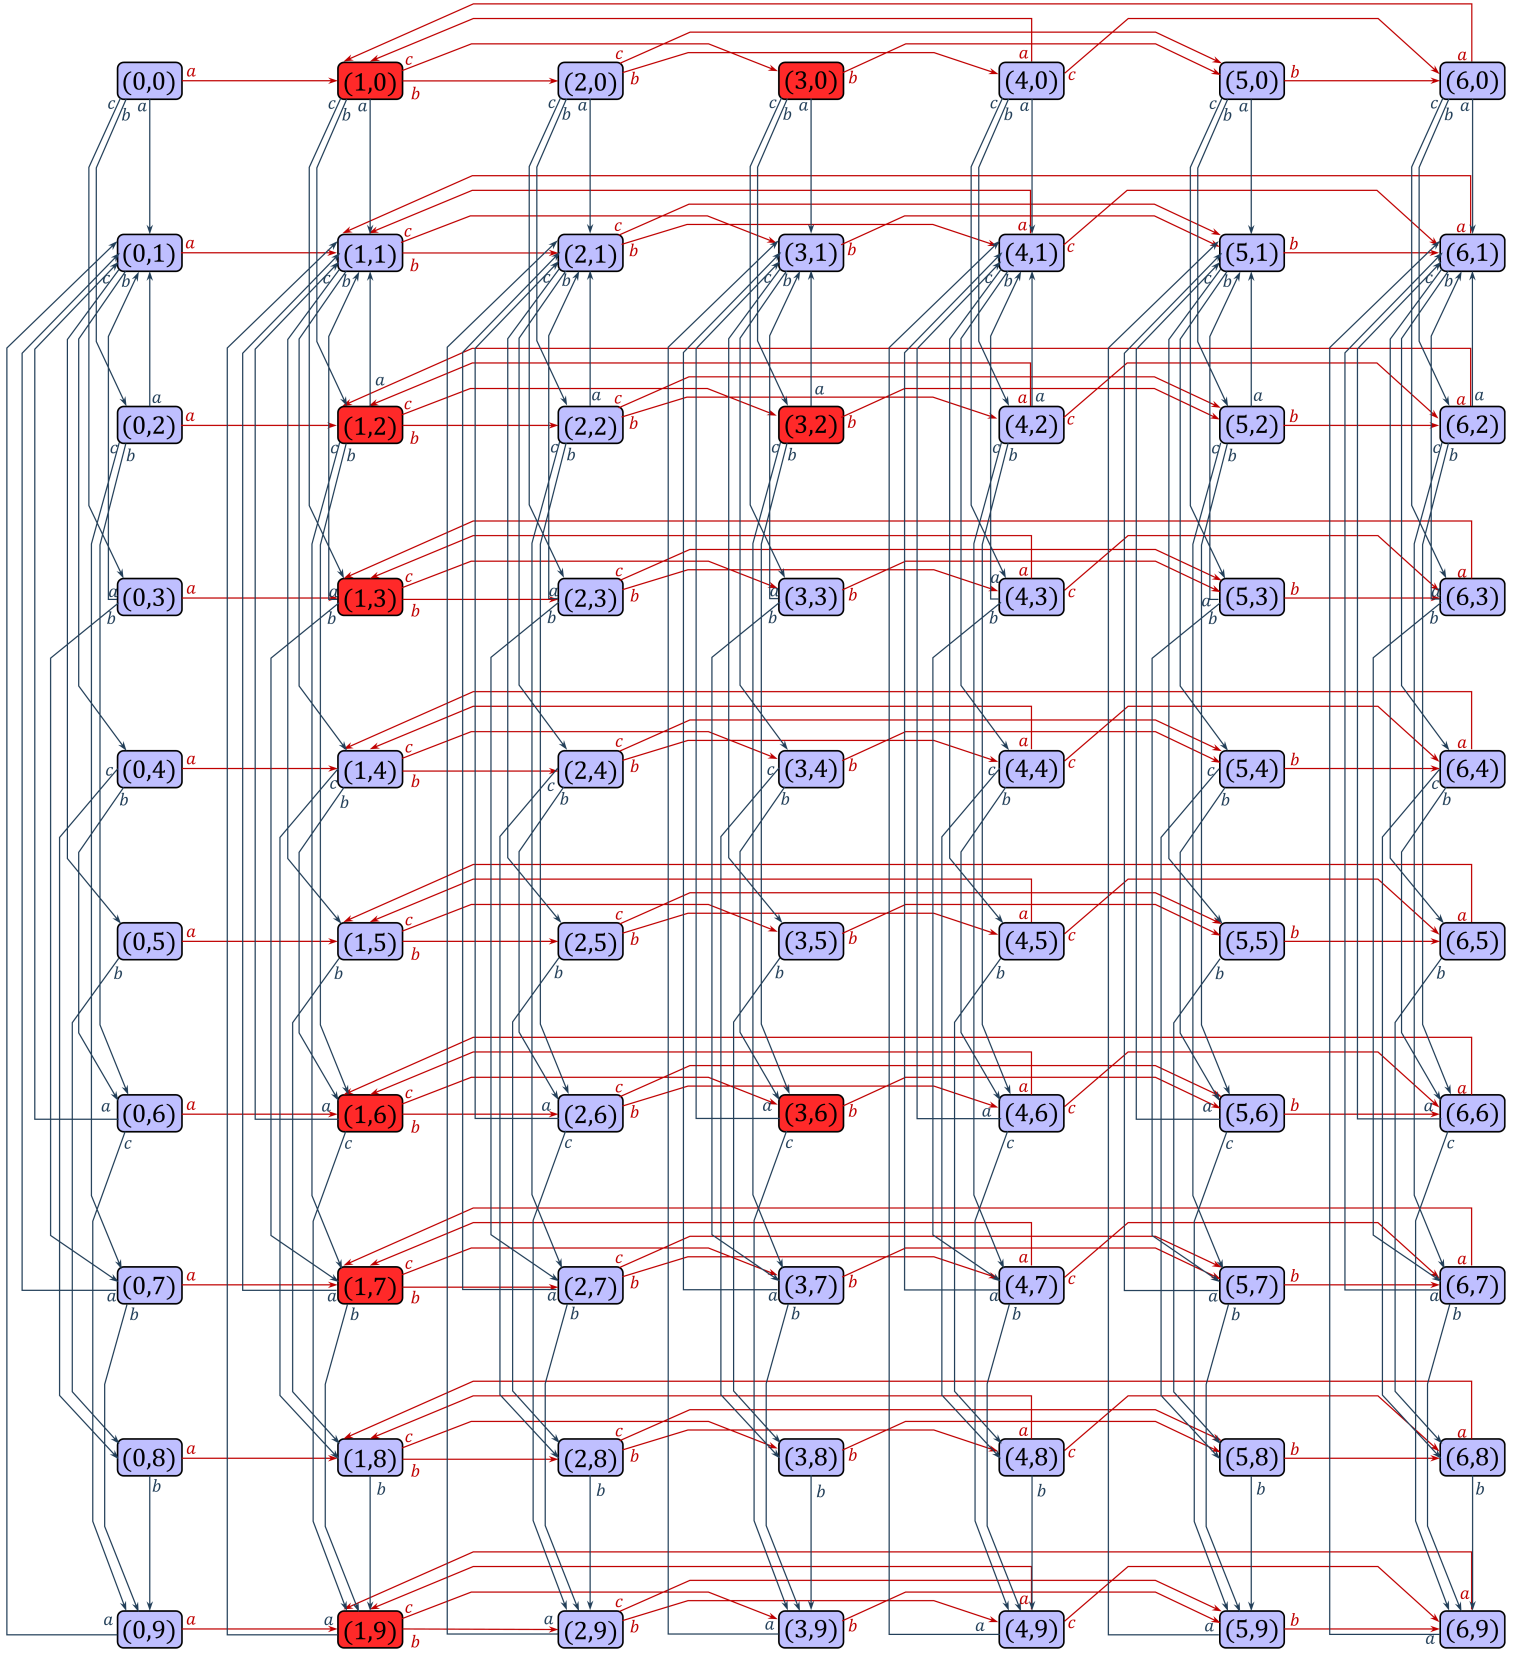 a a a a
c c b c b c
(0,0) (1,0) (2,0) (3,0) (4,0) (5,0) (6,0)
a b b b c b
c b a c b a c b a c b a c b a c b a c b a
(0,1) a (1,1) c b (2,1) c b (3,1) b (4,1) a c (5,1) b (6,1) a
c b c b c b c b c b c b c b
a a a a a a a
(0,2) a (1,2) c b (2,2) c b (3,2) b (4,2) a c (5,2) b (6,2) a
c b c b c b c b c b c b c b
(0,3) a (1,3) c b (2,3) c b (3,3) b (4,3) a c (5,3) b (6,3) a
a b a b a b a b a b a b a b
(0,4) a (1,4) c b (2,4) c b (3,4) b (4,4) a c (5,4) b (6,4) a
c b c b c b c b c b c b c b
(0,5) a (1,5) c b (2,5) c b (3,5) b (4,5) a c (5,5) b (6,5) a
b b b b b b b
(0,6) a (1,6) c b (2,6) c b (3,6) b (4,6) a c (5,6) b (6,6) a
a c a c a c a c a c a c a c
(0,7) a (1,7) c b (2,7) c b (3,7) b (4,7) a c (5,7) b (6,7) a
a b a b a b a b a b a b a b
(0,8) a (1,8) c b (2,8) c b (3,8) b (4,8) a c (5,8) b (6,8) a
b b b b b b b
(0,9) a (1,9) c b (2,9) c b (3,9) b (4,9) a c (5,9) b (6,9) a
a a a a a a a